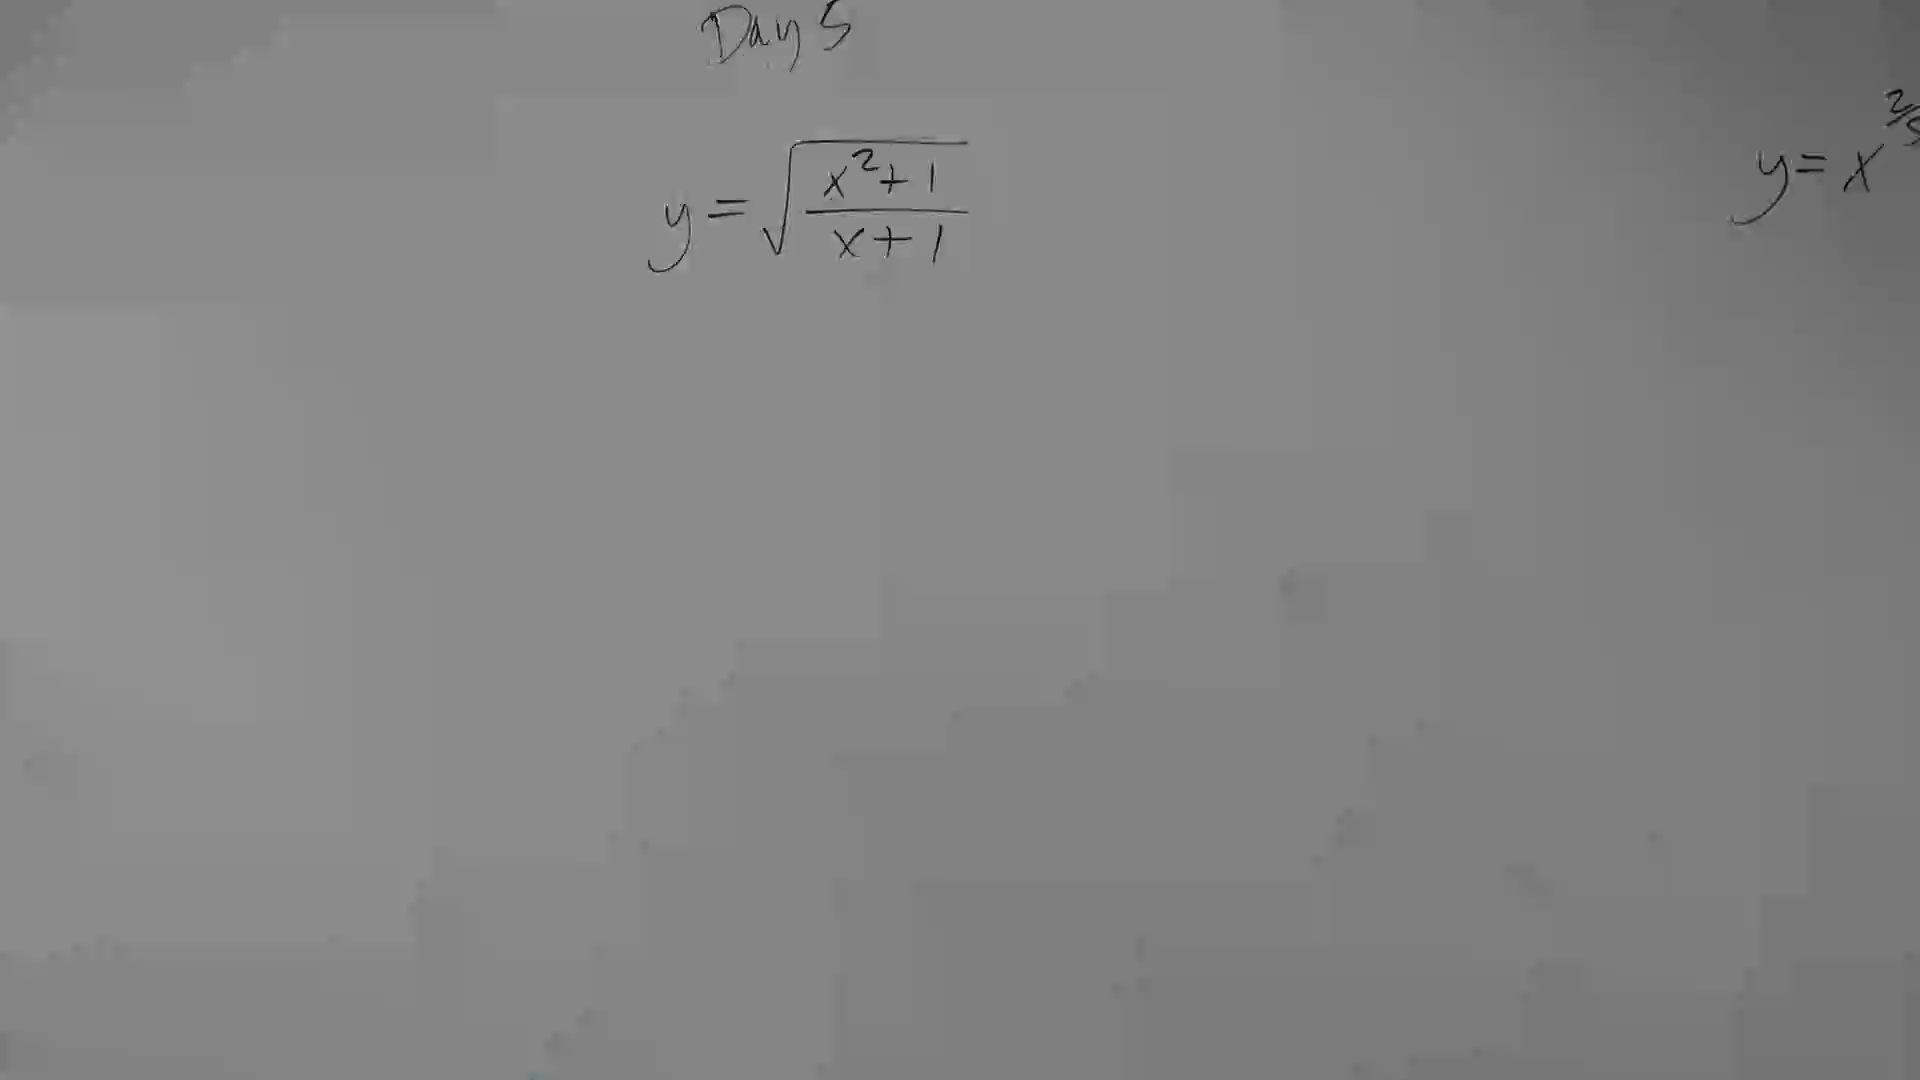 Day 5
y = √((x²+1)/(x+1))
y = x^(2/5)